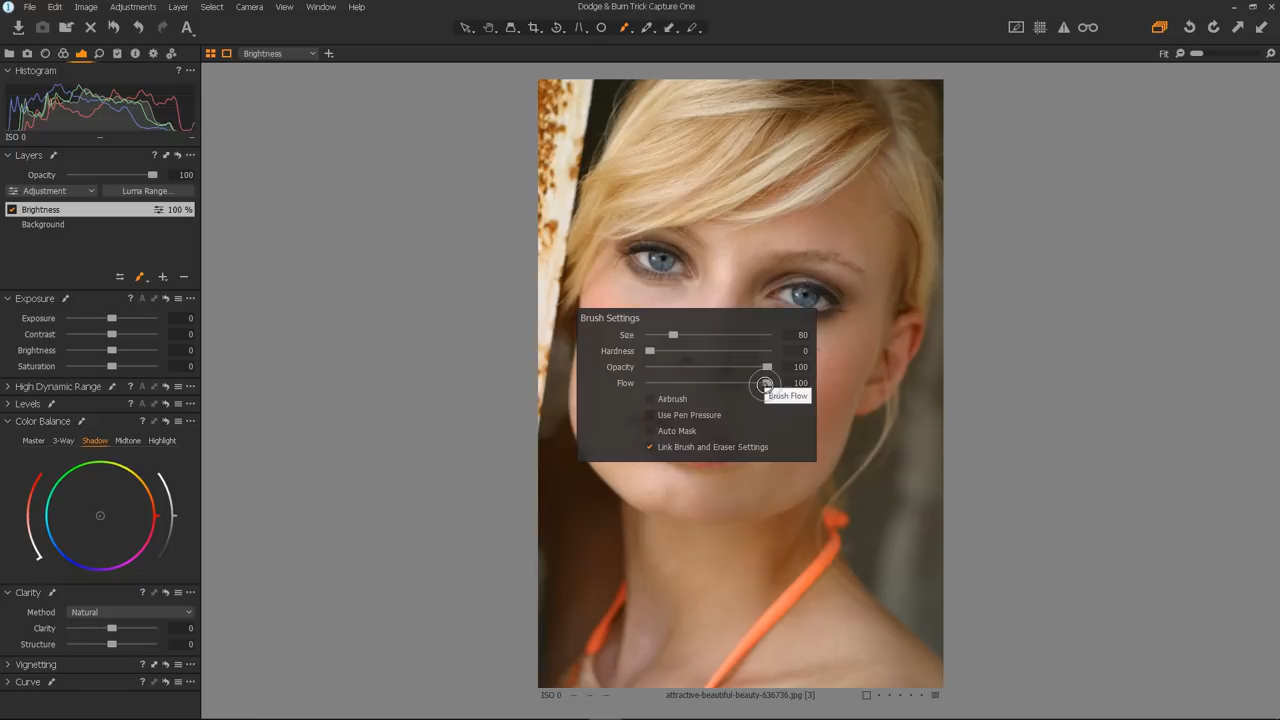 Dodge & Burn Trick Capture One
File Edit Image Adjustments Layer Select Camera View Window Help
Brightness
Fit
Histogram
ISO 0
Layers
Opacity 100
Adjustment Luma Range...
Brightness 100 %
Background
Exposure
Exposure 0
Contrast 0
Brightness 0
Saturation 0
High Dynamic Range
Levels
Color Balance
Master 3-Way Shadow Midtone Highlight
Clarity
Method Natural
Clarity 0
Structure 0
Vignetting
Curve
Brush Settings
Size 80
Hardness 0
Opacity 100
Flow 100
Brush Flow
Airbrush
Use Pen Pressure
Auto Mask
Link Brush and Eraser Settings
ISO 0 attractive-beautiful-beauty-636736.jpg [3]